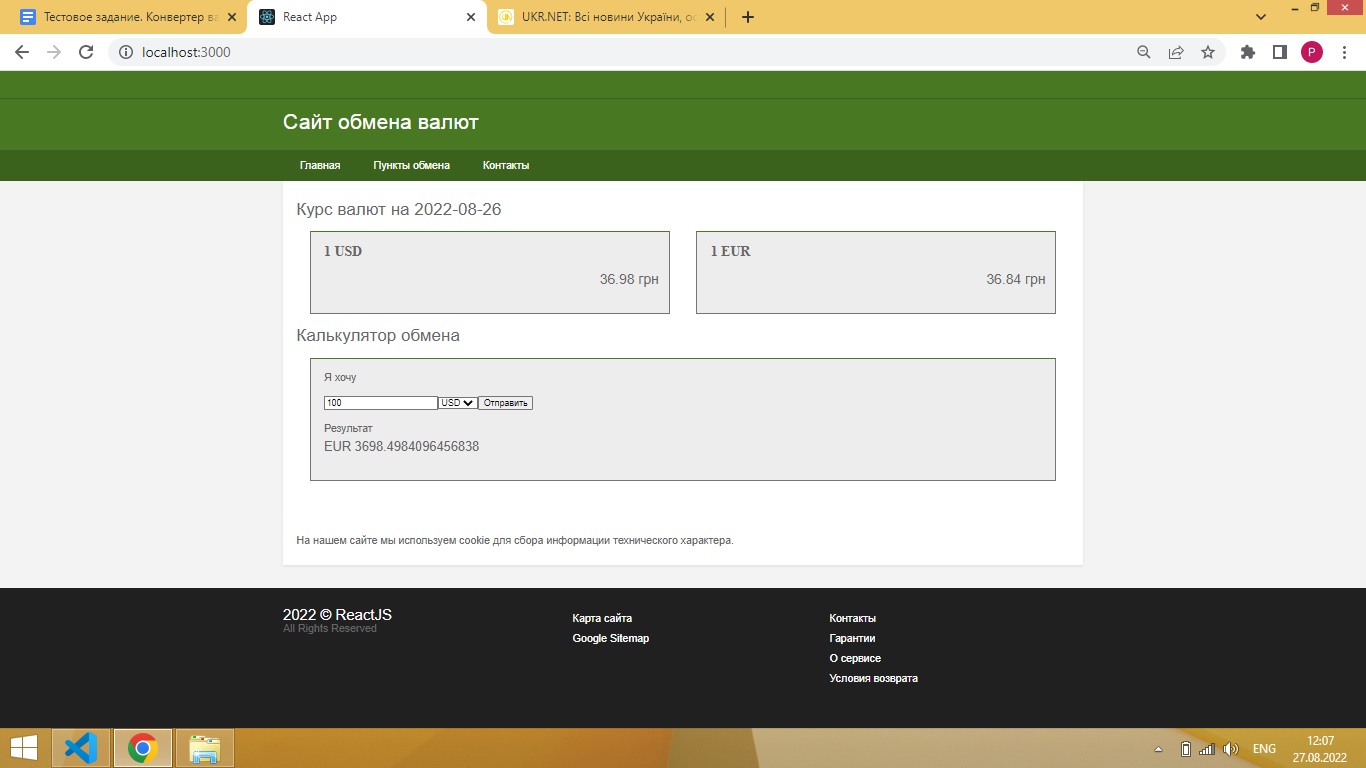 Тестовое задание. Конвертер ва
React App
UKR.NET: Всі новини України, ос
localhost:3000
P
Сайт обмена валют
Главная Пункты обмена Контакты
Курс валют на 2022-08-26
1 USD
36.98 грн
1 EUR
36.84 грн
Калькулятор обмена
Я хочу
100 USD Отправить
Результат
EUR 3698.4984096456838
На нашем сайте мы используем cookie для сбора информации технического характера.
2022 © ReactJS
All Rights Reserved
Карта сайта
Google Sitemap
Контакты
Гарантии
О сервисе
Условия возврата
ENG
12:07
27.08.2022